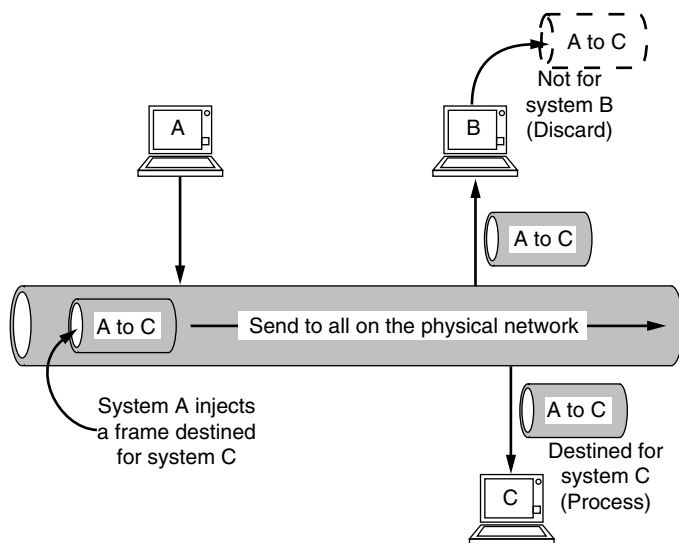 A to C
Not for
system B
(Discard)
A
B
A to C
A to C
Send to all on the physical network
System A injects
a frame destined
for system C
A to C
Destined for
system C
(Process)
C